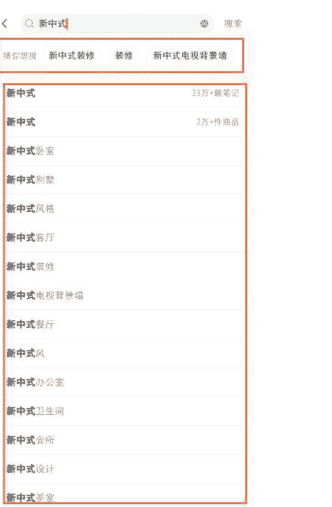 新中式 搜索
猜你想搜 新中式装修 装修 新中式电视背景墙
新中式 33万+篇笔记
新中式 2万+件商品
新中式卧室
新中式别墅
新中式风格
新中式客厅
新中式装修
新中式电视背景墙
新中式餐厅
新中式风
新中式办公室
新中式卫生间
新中式会所
新中式设计
新中式茶室